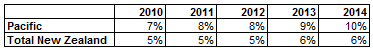 2010 2011 2012 2013 2014
Pacific 7% 8% 8% 9% 10%
Total New Zealand 5% 5% 5% 6% 6%